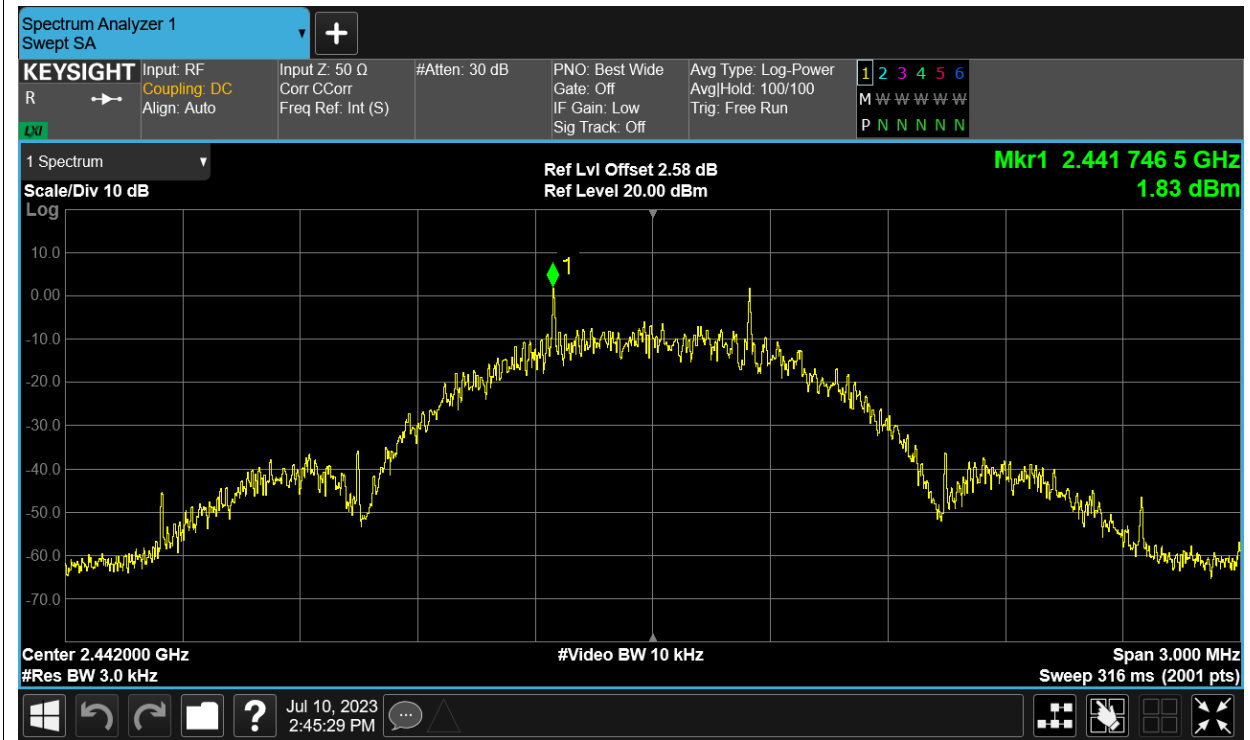 Spectrum Analyzer 1
Swept SA
KEYSIGHT
R
LXI
Input: RF
Coupling: DC
Align: Auto
Input Z: 50 Ω
Corr CCorr
Freq Ref: Int (S)
#Atten: 30 dB
PNO: Best Wide
Gate: Off
IF Gain: Low
Sig Track: Off
Avg Type: Log-Power
Avg|Hold: 100/100
Trig: Free Run
1 2 3 4 5 6
M W W W W W
P N N N N N
1 Spectrum
Scale/Div 10 dB
Log
Ref Lvl Offset 2.58 dB
Ref Level 20.00 dBm
Mkr1 2.441 746 5 GHz
1.83 dBm
1
10.0
0.00
-10.0
-20.0
-30.0
-40.0
-50.0
-60.0
-70.0
Center 2.442000 GHz
#Res BW 3.0 kHz
#Video BW 10 kHz
Span 3.000 MHz
Sweep 316 ms (2001 pts)
?
Jul 10, 2023
2:45:29 PM